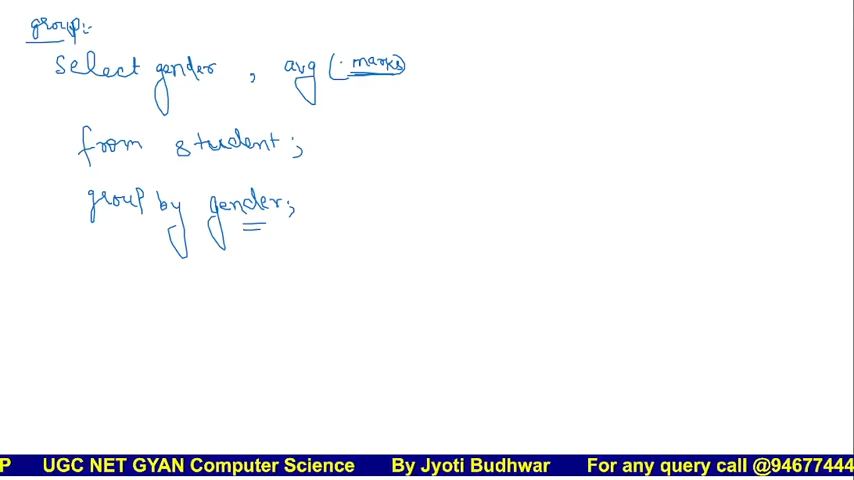 group:-
Select gender , avg (marks)
from student;
group by gender;
P UGC NET GYAN Computer Science By Jyoti Budhwar For any query call @94677444